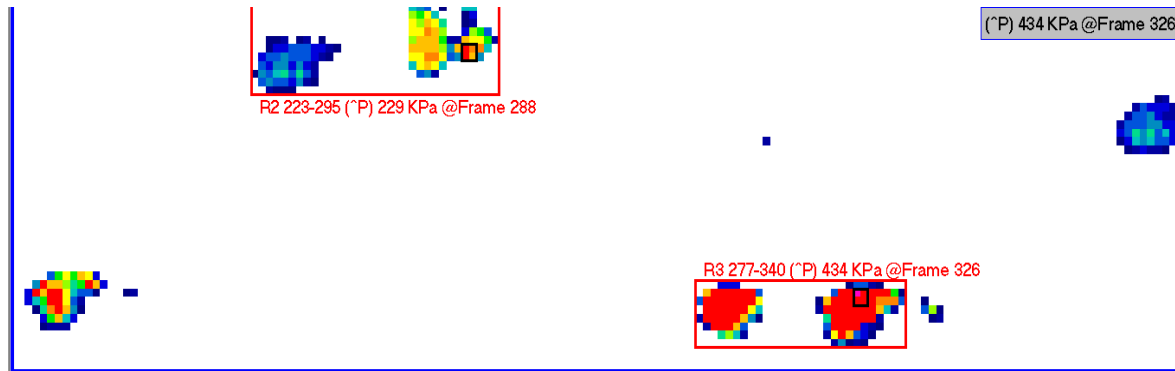 (^P) 434 KPa @Frame 326
R2 223-295 (^P) 229 KPa @Frame 288
R3 277-340 (^P) 434 KPa @Frame 326